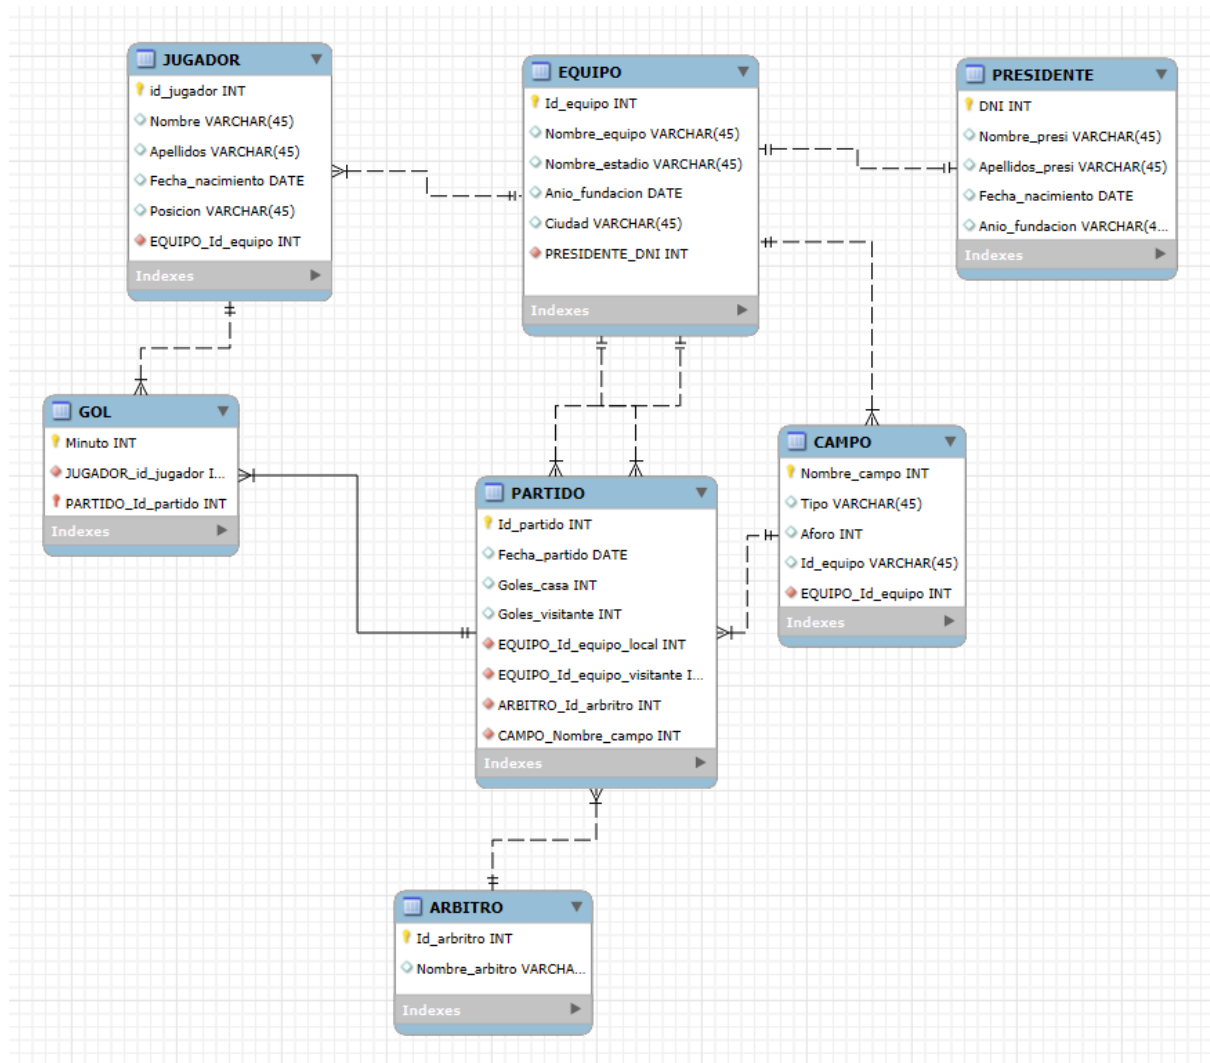 JUGADOR
id_jugador INT
Nombre VARCHAR(45)
Apellidos VARCHAR(45)
Fecha_nacimiento DATE
Posicion VARCHAR(45)
EQUIPO_Id_equipo INT
Indexes
EQUIPO
Id_equipo INT
Nombre_equipo VARCHAR(45)
Nombre_estadio VARCHAR(45)
Anio_fundacion DATE
Ciudad VARCHAR(45)
PRESIDENTE_DNI INT
Indexes
PRESIDENTE
DNI INT
Nombre_presi VARCHAR(45)
Apellidos_presi VARCHAR(45)
Fecha_nacimiento DATE
Anio_fundacion VARCHAR(4...
Indexes
GOL
Minuto INT
JUGADOR_id_jugador I...
PARTIDO_Id_partido INT
Indexes
PARTIDO
Id_partido INT
Fecha_partido DATE
Goles_casa INT
Goles_visitante INT
EQUIPO_Id_equipo_local INT
EQUIPO_Id_equipo_visitante I...
ARBITRO_Id_arbritro INT
CAMPO_Nombre_campo INT
Indexes
CAMPO
Nombre_campo INT
Tipo VARCHAR(45)
Aforo INT
Id_equipo VARCHAR(45)
EQUIPO_Id_equipo INT
Indexes
ARBITRO
Id_arbritro INT
Nombre_arbitro VARCHA...
Indexes